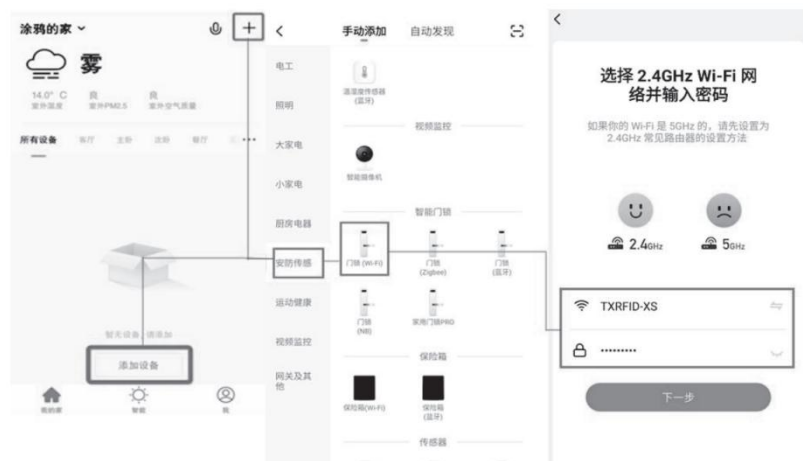 涂鸦的家
雾
14.0° C 良 良
室外温度 室外PM2.5 室外空气质量
所有设备 客厅 主卧 次卧 餐厅
暂无设备 请添加
添加设备
我的家 智能 我
手动添加 自动发现
电工
照明
大家电
小家电
厨房电器
安防传感
运动健康
视频监控
网关及其
他
温湿度传感器
(蓝牙)
视频监控
智能摄像机
智能门锁
门锁 (Wi-Fi) 门锁 门锁
(Zigbee) (蓝牙)
门锁 家用门锁PRO
(NB)
保险箱
保险箱(Wi-Fi) 保险箱
(蓝牙)
传感器
选择 2.4GHz Wi-Fi 网
络并输入密码
如果你的 Wi-Fi 是 5GHz 的，请先设置为
2.4GHz 常见路由器的设置方法
2.4GHz 5GHz
TXRFID-XS
下一步